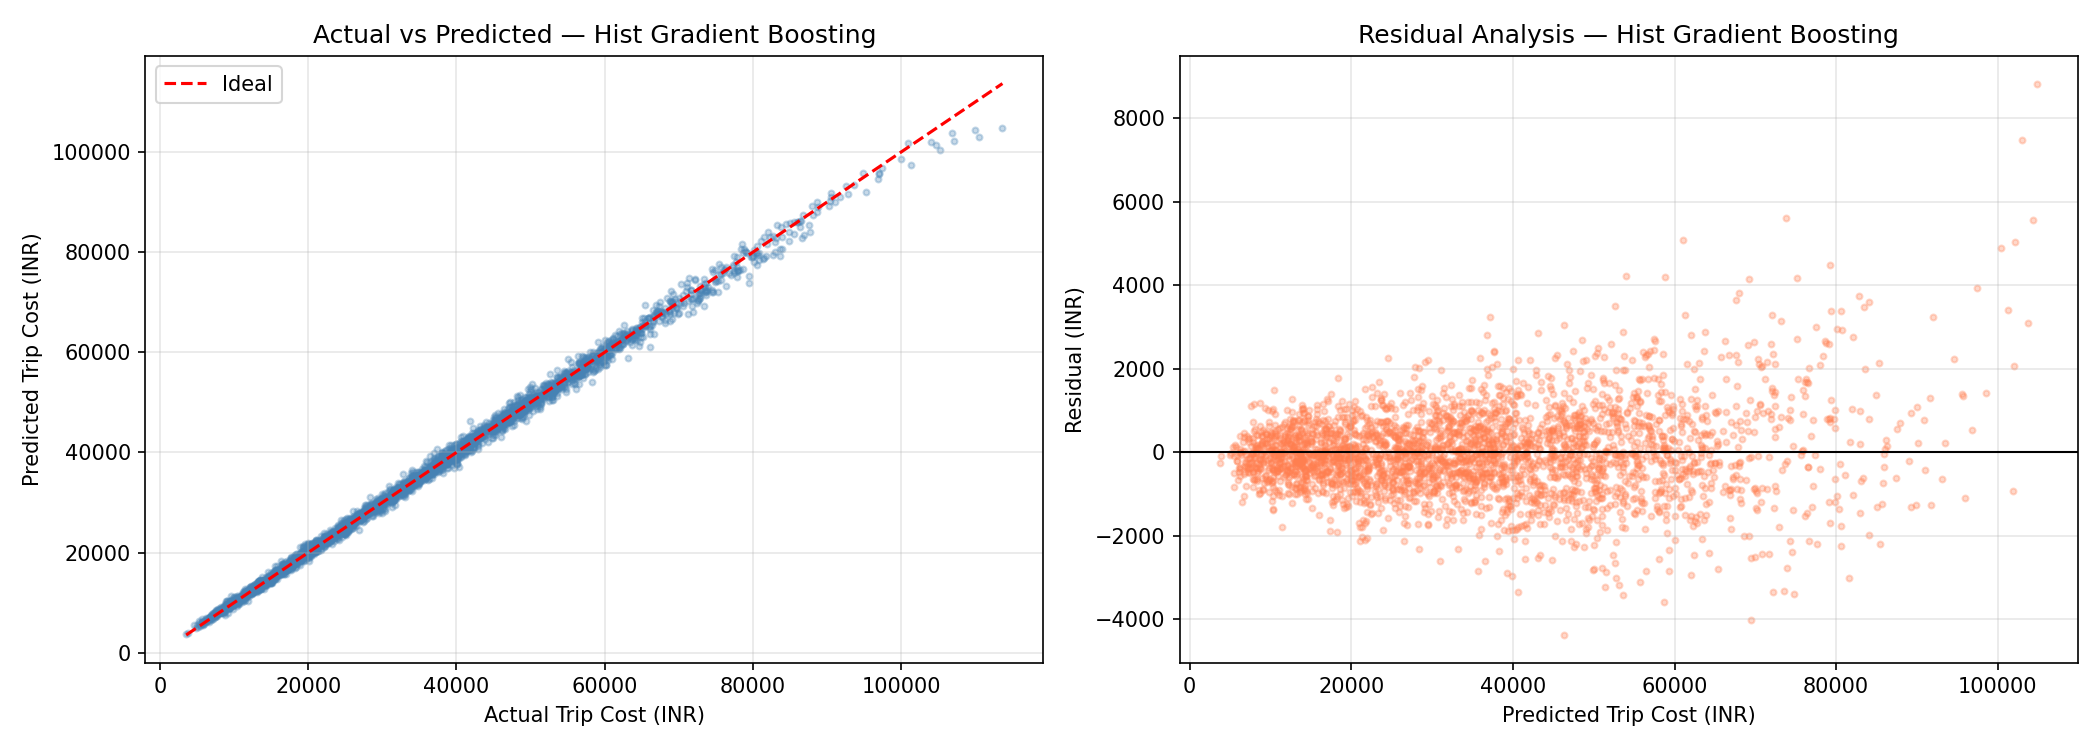 Actual vs Predicted — Hist Gradient Boosting
Ideal
Predicted Trip Cost (INR)
100000
80000
60000
40000
20000
0
0 20000 40000 60000 80000 100000
Actual Trip Cost (INR)
Residual Analysis — Hist Gradient Boosting
Residual (INR)
8000
6000
4000
2000
0
−2000
−4000
0 20000 40000 60000 80000 100000
Predicted Trip Cost (INR)